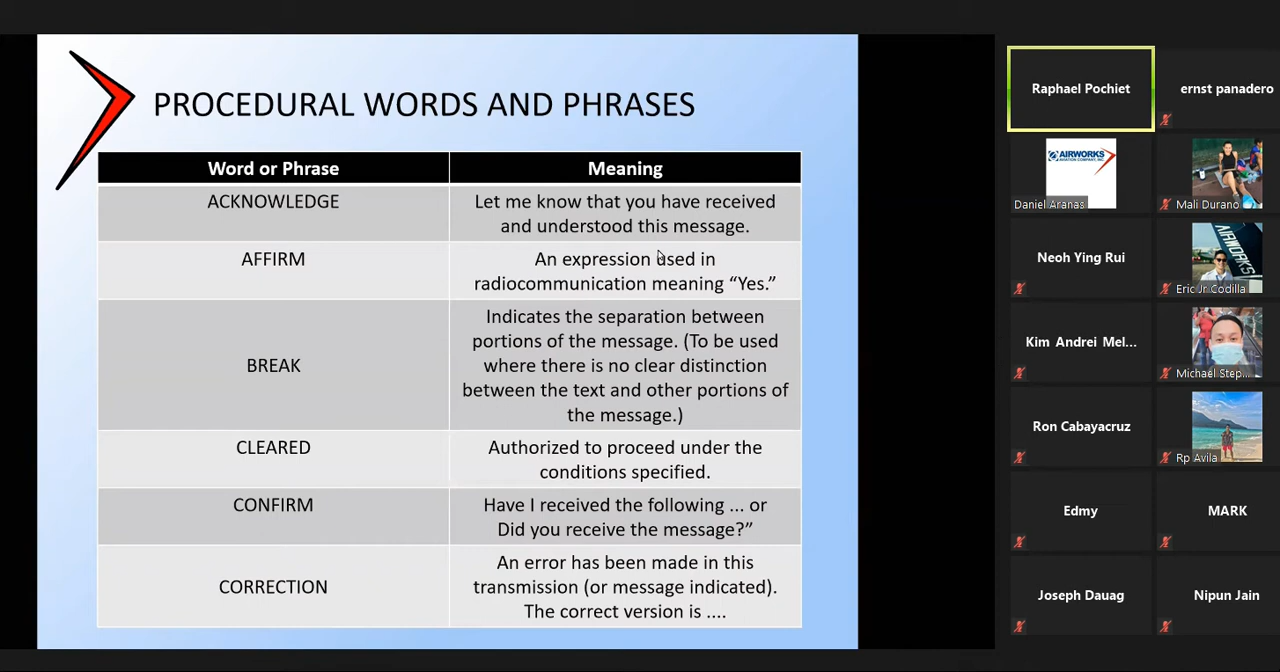 PROCEDURAL WORDS AND PHRASES
Word or Phrase
Meaning
ACKNOWLEDGE
Let me know that you have received
and understood this message.
AFFIRM
An expression used in
radiocommunication meaning “Yes.”
BREAK
Indicates the separation between
portions of the message. (To be used
where there is no clear distinction
between the text and other portions of
the message.)
CLEARED
Authorized to proceed under the
conditions specified.
CONFIRM
Have I received the following ... or
Did you receive the message?”
CORRECTION
An error has been made in this
transmission (or message indicated).
The correct version is ....
Raphael Pochiet
ernst panadero
AIRWORKS
AVIATION COMPANY, INC
Daniel Aranas
Mali Durano
Neoh Ying Rui
AIRWORKS
Eric Jr Codilla
Kim Andrei Mel...
Michael Step...
Ron Cabayacruz
Rp Avila
Edmy
MARK
Joseph Dauag
Nipun Jain